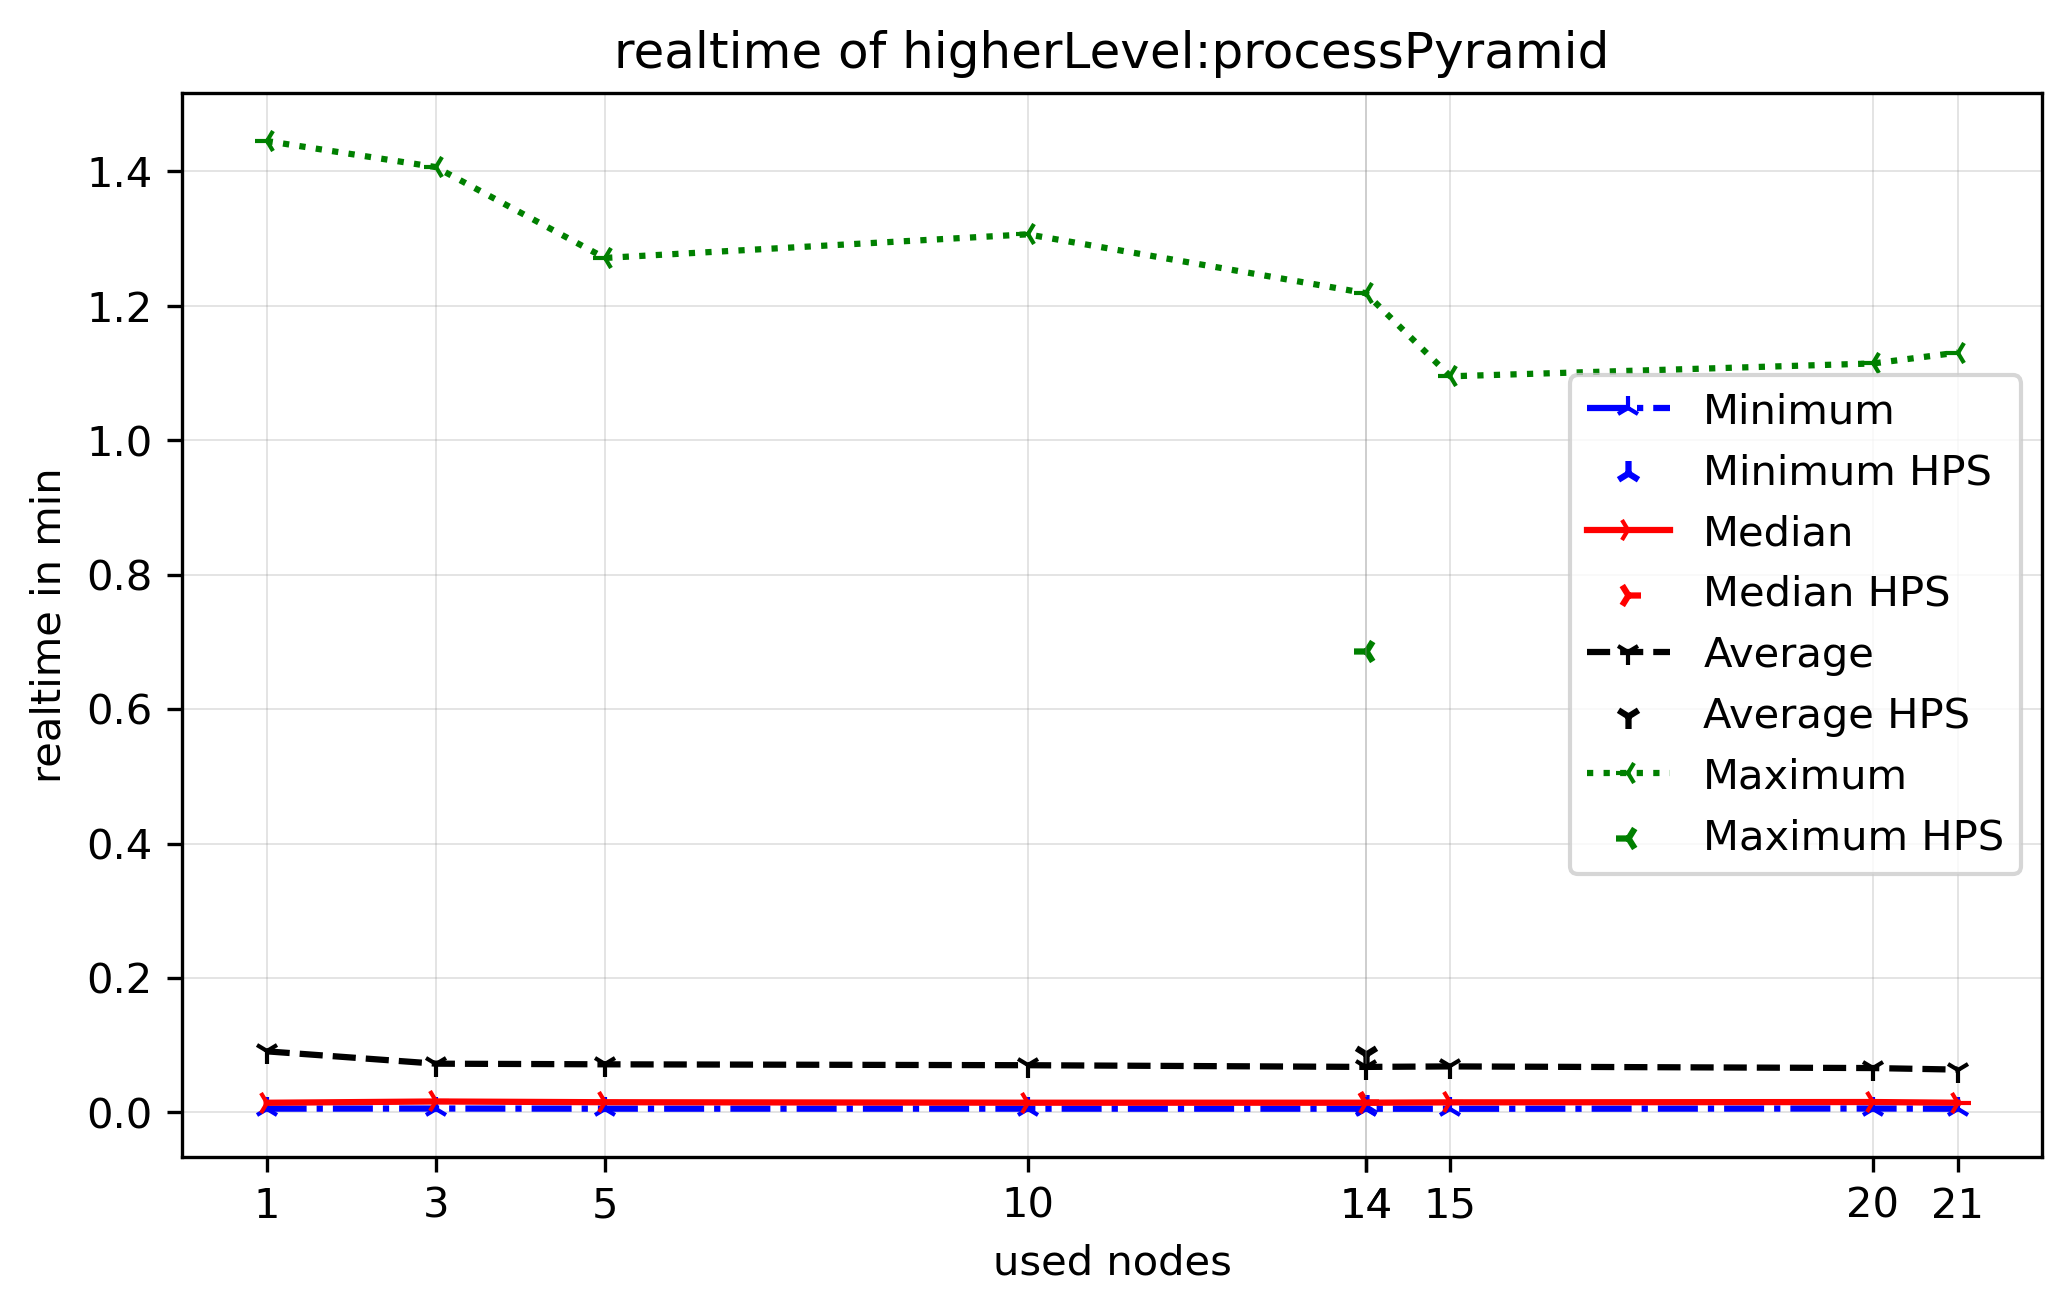 realtime of higherLevel:processPyramid
realtime in min
1.4
1.2
1.0
0.8
0.6
0.4
0.2
0.0
Minimum
Minimum HPS
Median
Median HPS
Average
Average HPS
Maximum
Maximum HPS
1 3 5 10 14 15 20 21
used nodes